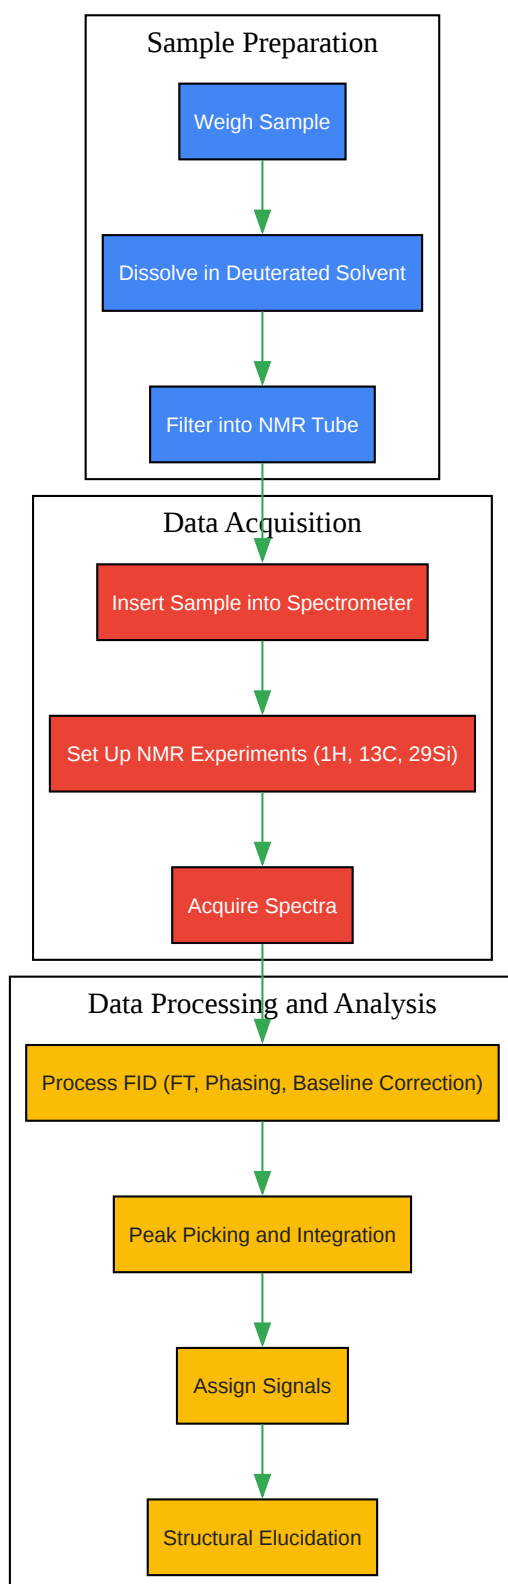 Sample Preparation
Weigh Sample
Dissolve in Deuterated Solvent
Filter into NMR Tube
Data Acquisition
Insert Sample into Spectrometer
Set Up NMR Experiments (1H, 13C, 29Si)
Acquire Spectra
Data Processing and Analysis
Process FID (FT, Phasing, Baseline Correction)
Peak Picking and Integration
Assign Signals
Structural Elucidation